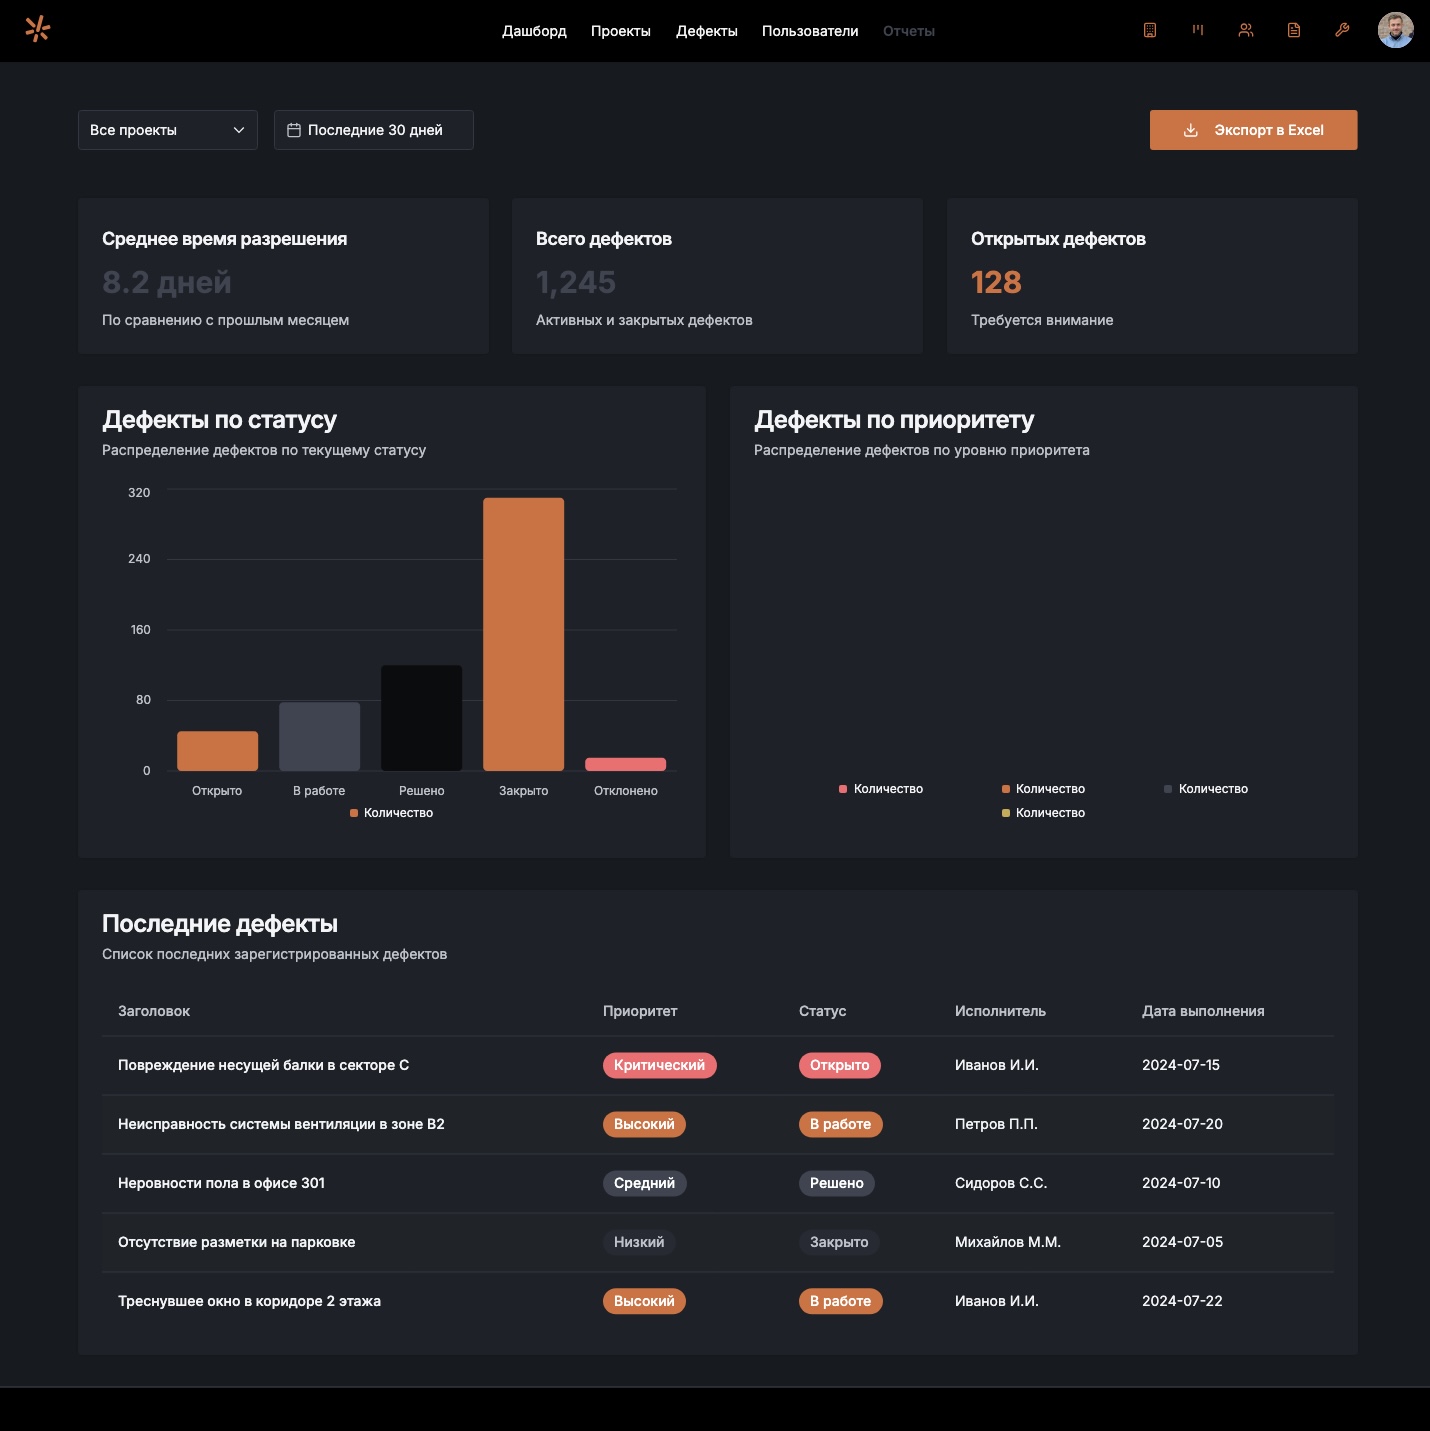 Дашборд Проекты Дефекты Пользователи Отчеты
Все проекты
Последние 30 дней
Экспорт в Excel
Среднее время разрешения
8.2 дней
По сравнению с прошлым месяцем
Всего дефектов
1,245
Активных и закрытых дефектов
Открытых дефектов
128
Требуется внимание
Дефекты по статусу
Распределение дефектов по текущему статусу
320
240
160
80
0
Открыто В работе Решено Закрыто Отклонено
Количество
Дефекты по приоритету
Распределение дефектов по уровню приоритета
Количество Количество Количество
Количество
Последние дефекты
Список последних зарегистрированных дефектов
Заголовок Приоритет Статус Исполнитель Дата выполнения
Повреждение несущей балки в секторе С Критический Открыто Иванов И.И. 2024-07-15
Неисправность системы вентиляции в зоне B2 Высокий В работе Петров П.П. 2024-07-20
Неровности пола в офисе 301 Средний Решено Сидоров С.С. 2024-07-10
Отсутствие разметки на парковке Низкий Закрыто Михайлов М.М. 2024-07-05
Треснувшее окно в коридоре 2 этажа Высокий В работе Иванов И.И. 2024-07-22